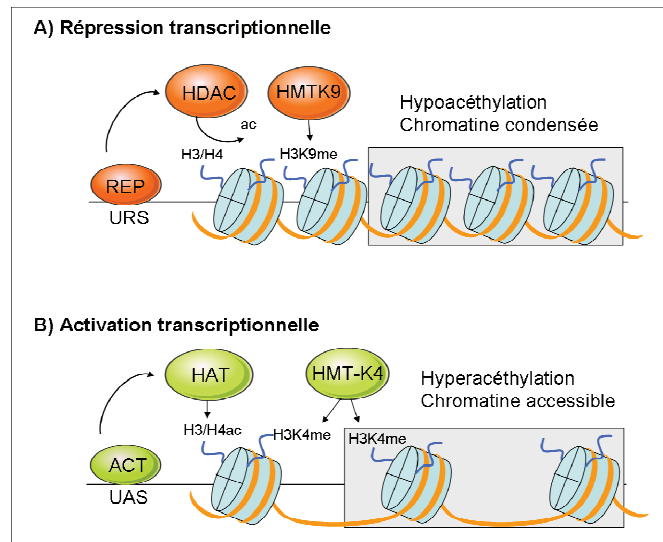 A) Répression transcriptionnelle
HDAC
HMTK9
Hypoacéthylation
Chromatine condensée
ac
H3/H4
H3K9me
REP
URS
B) Activation transcriptionnelle
HAT
HMT-K4
Hyperacéthylation
Chromatine accessible
H3/H4ac
H3K4me
H3K4me
ACT
UAS